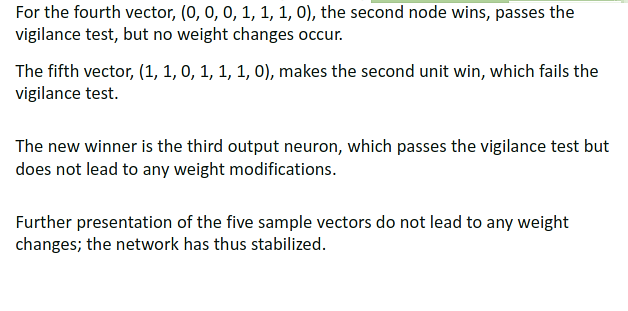 For the fourth vector, (0, 0, 0, 1, 1, 1, 0), the second node wins, passes the
vigilance test, but no weight changes occur.
The fifth vector, (1, 1, 0, 1, 1, 1, 0), makes the second unit win, which fails the
vigilance test.
The new winner is the third output neuron, which passes the vigilance test but
does not lead to any weight modifications.
Further presentation of the five sample vectors do not lead to any weight
changes; the network has thus stabilized.